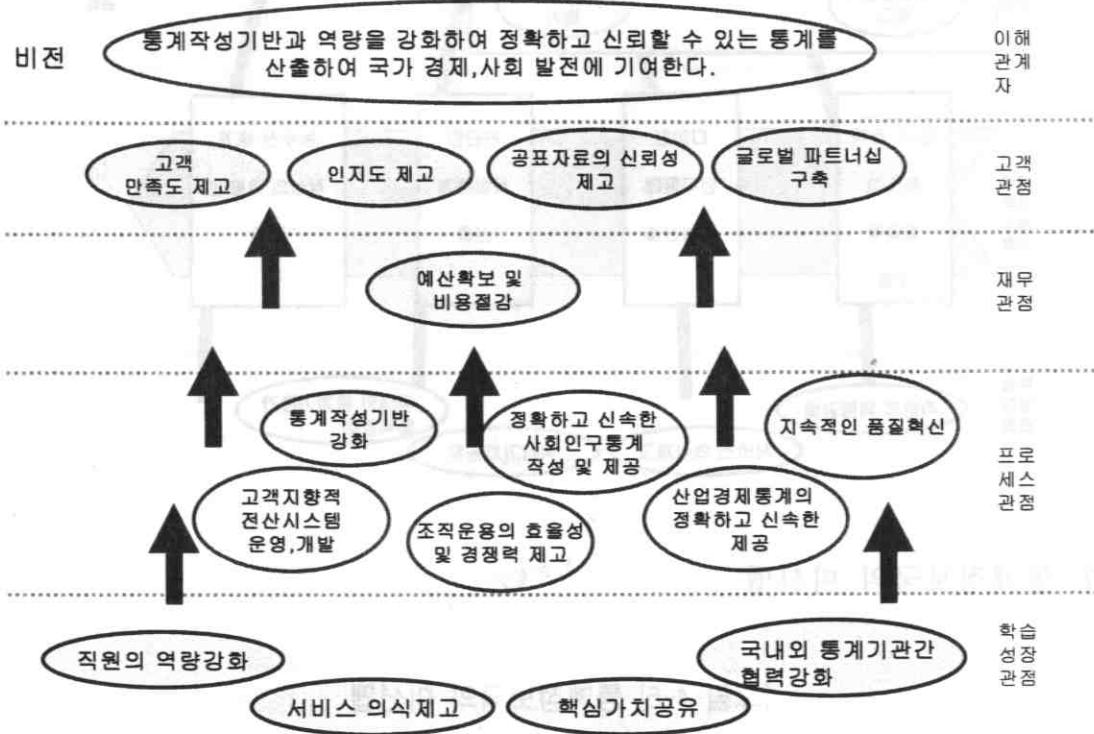 비전
통계작성기반과 역량을 강화하여 정확하고 신뢰할 수 있는 통계를
산출하여 국가 경제,사회 발전에 기여한다.
이해
관계
자
고객
만족도 제고
인지도 제고
공표자료의 신뢰성
제고
글로벌 파트너십
구축
고객
관점
예산확보 및
비용절감
재무
관점
통계작성기반
강화
정확하고 신속한
사회인구통계
작성 및 제공
지속적인 품질혁신
고객지향적
전산시스템
운영,개발
조직운용의 효율성
및 경쟁력 제고
산업경제통계의
정확하고 신속한
제공
프로
세스
관점
직원의 역량강화
서비스 의식제고
핵심가치공유
국내외 통계기관간
협력강화
학습
성장
관점